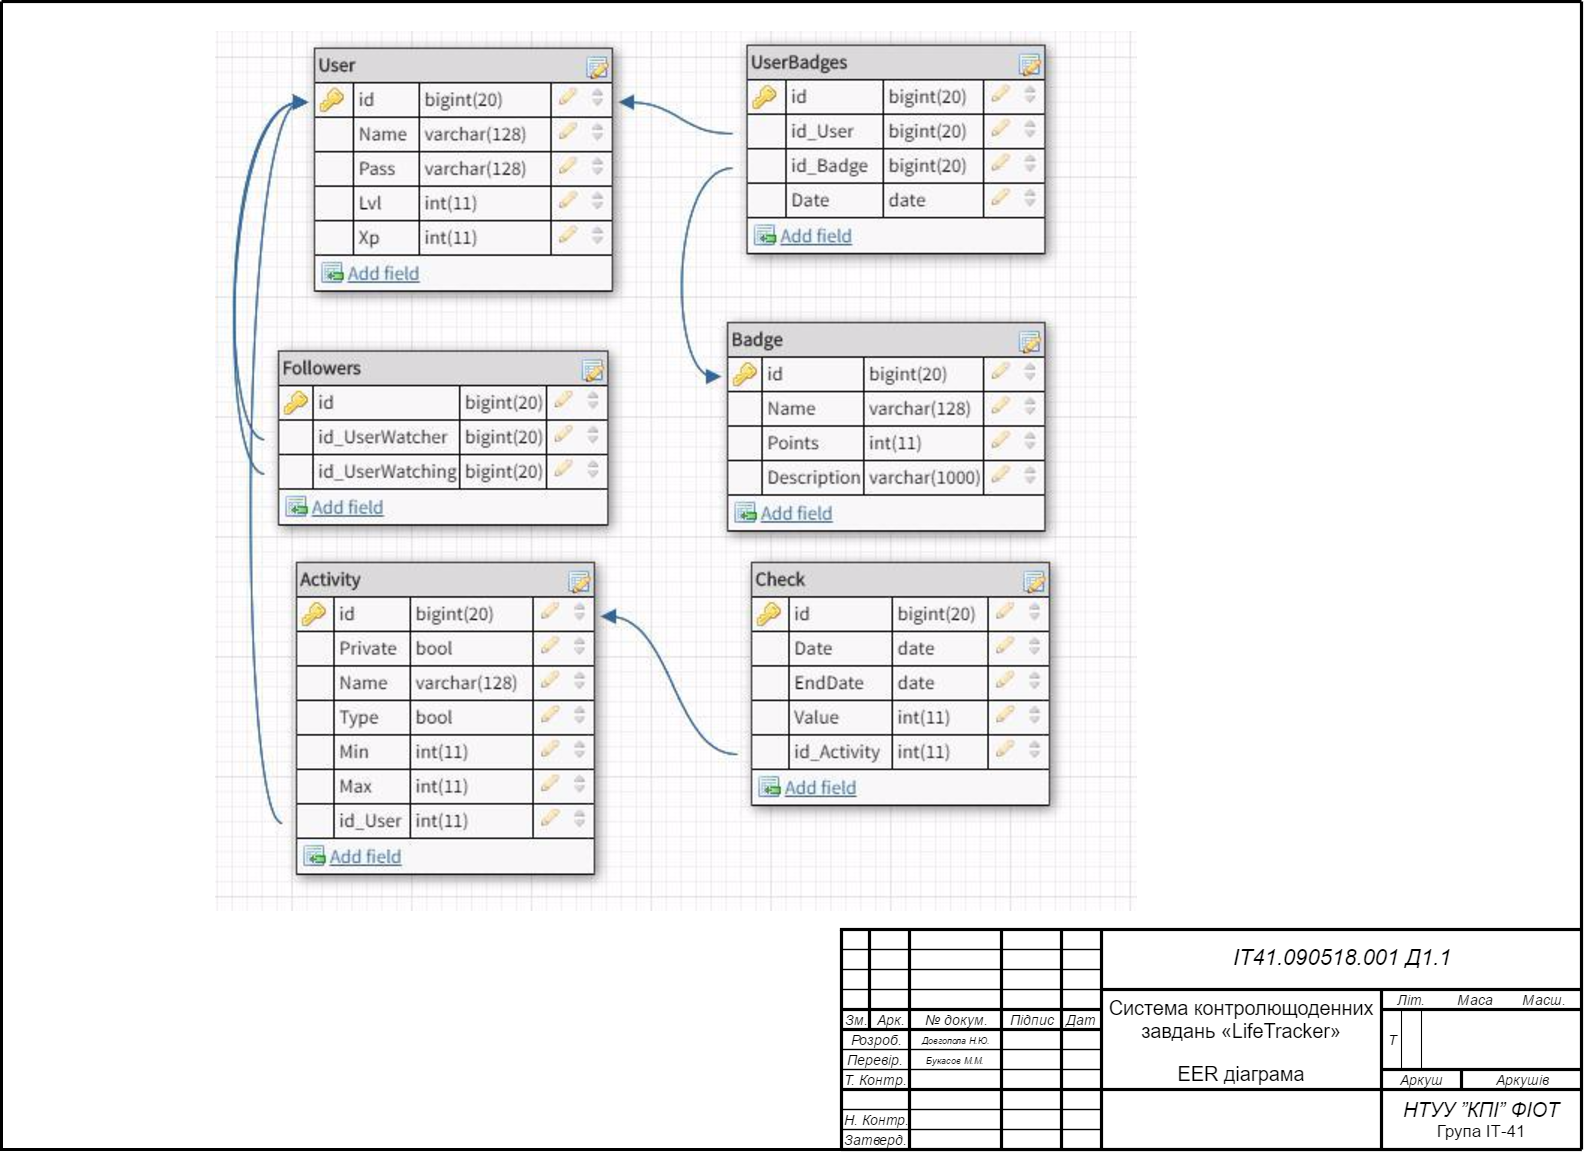 User
id bigint(20)
Name varchar(128)
Pass varchar(128)
Lvl int(11)
Xp int(11)
Add field
UserBadges
id bigint(20)
id_User bigint(20)
id_Badge bigint(20)
Date date
Add field
Followers
id bigint(20)
id_UserWatcher bigint(20)
id_UserWatching bigint(20)
Add field
Badge
id bigint(20)
Name varchar(128)
Points int(11)
Description varchar(1000)
Add field
Activity
id bigint(20)
Private bool
Name varchar(128)
Type bool
Min int(11)
Max int(11)
id_User int(11)
Add field
Check
id bigint(20)
Date date
EndDate date
Value int(11)
id_Activity int(11)
Add field
ІТ41.090518.001 Д1.1
Зм. Арк. № докум. Підпис Дат
Розроб. Довгопола Н.Ю.
Перевір. Букасов М.М.
Т. Контр.
Н. Контр.
Затверд.
Система контролющоденних
завдань «LifeTracker»
EER діаграма
Літ. Маса Масш.
Т
Аркуш Аркушів
НТУУ ”КПІ” ФІОТ
Група ІТ-41